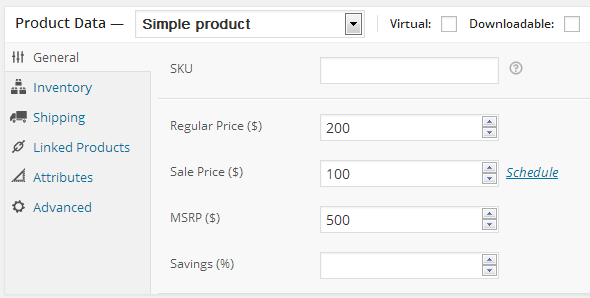 Product Data — Simple product Virtual: Downloadable:
General
Inventory
Shipping
Linked Products
Attributes
Advanced
SKU ?
Regular Price ($) 200
Sale Price ($) 100 Schedule
MSRP ($) 500
Savings (%)